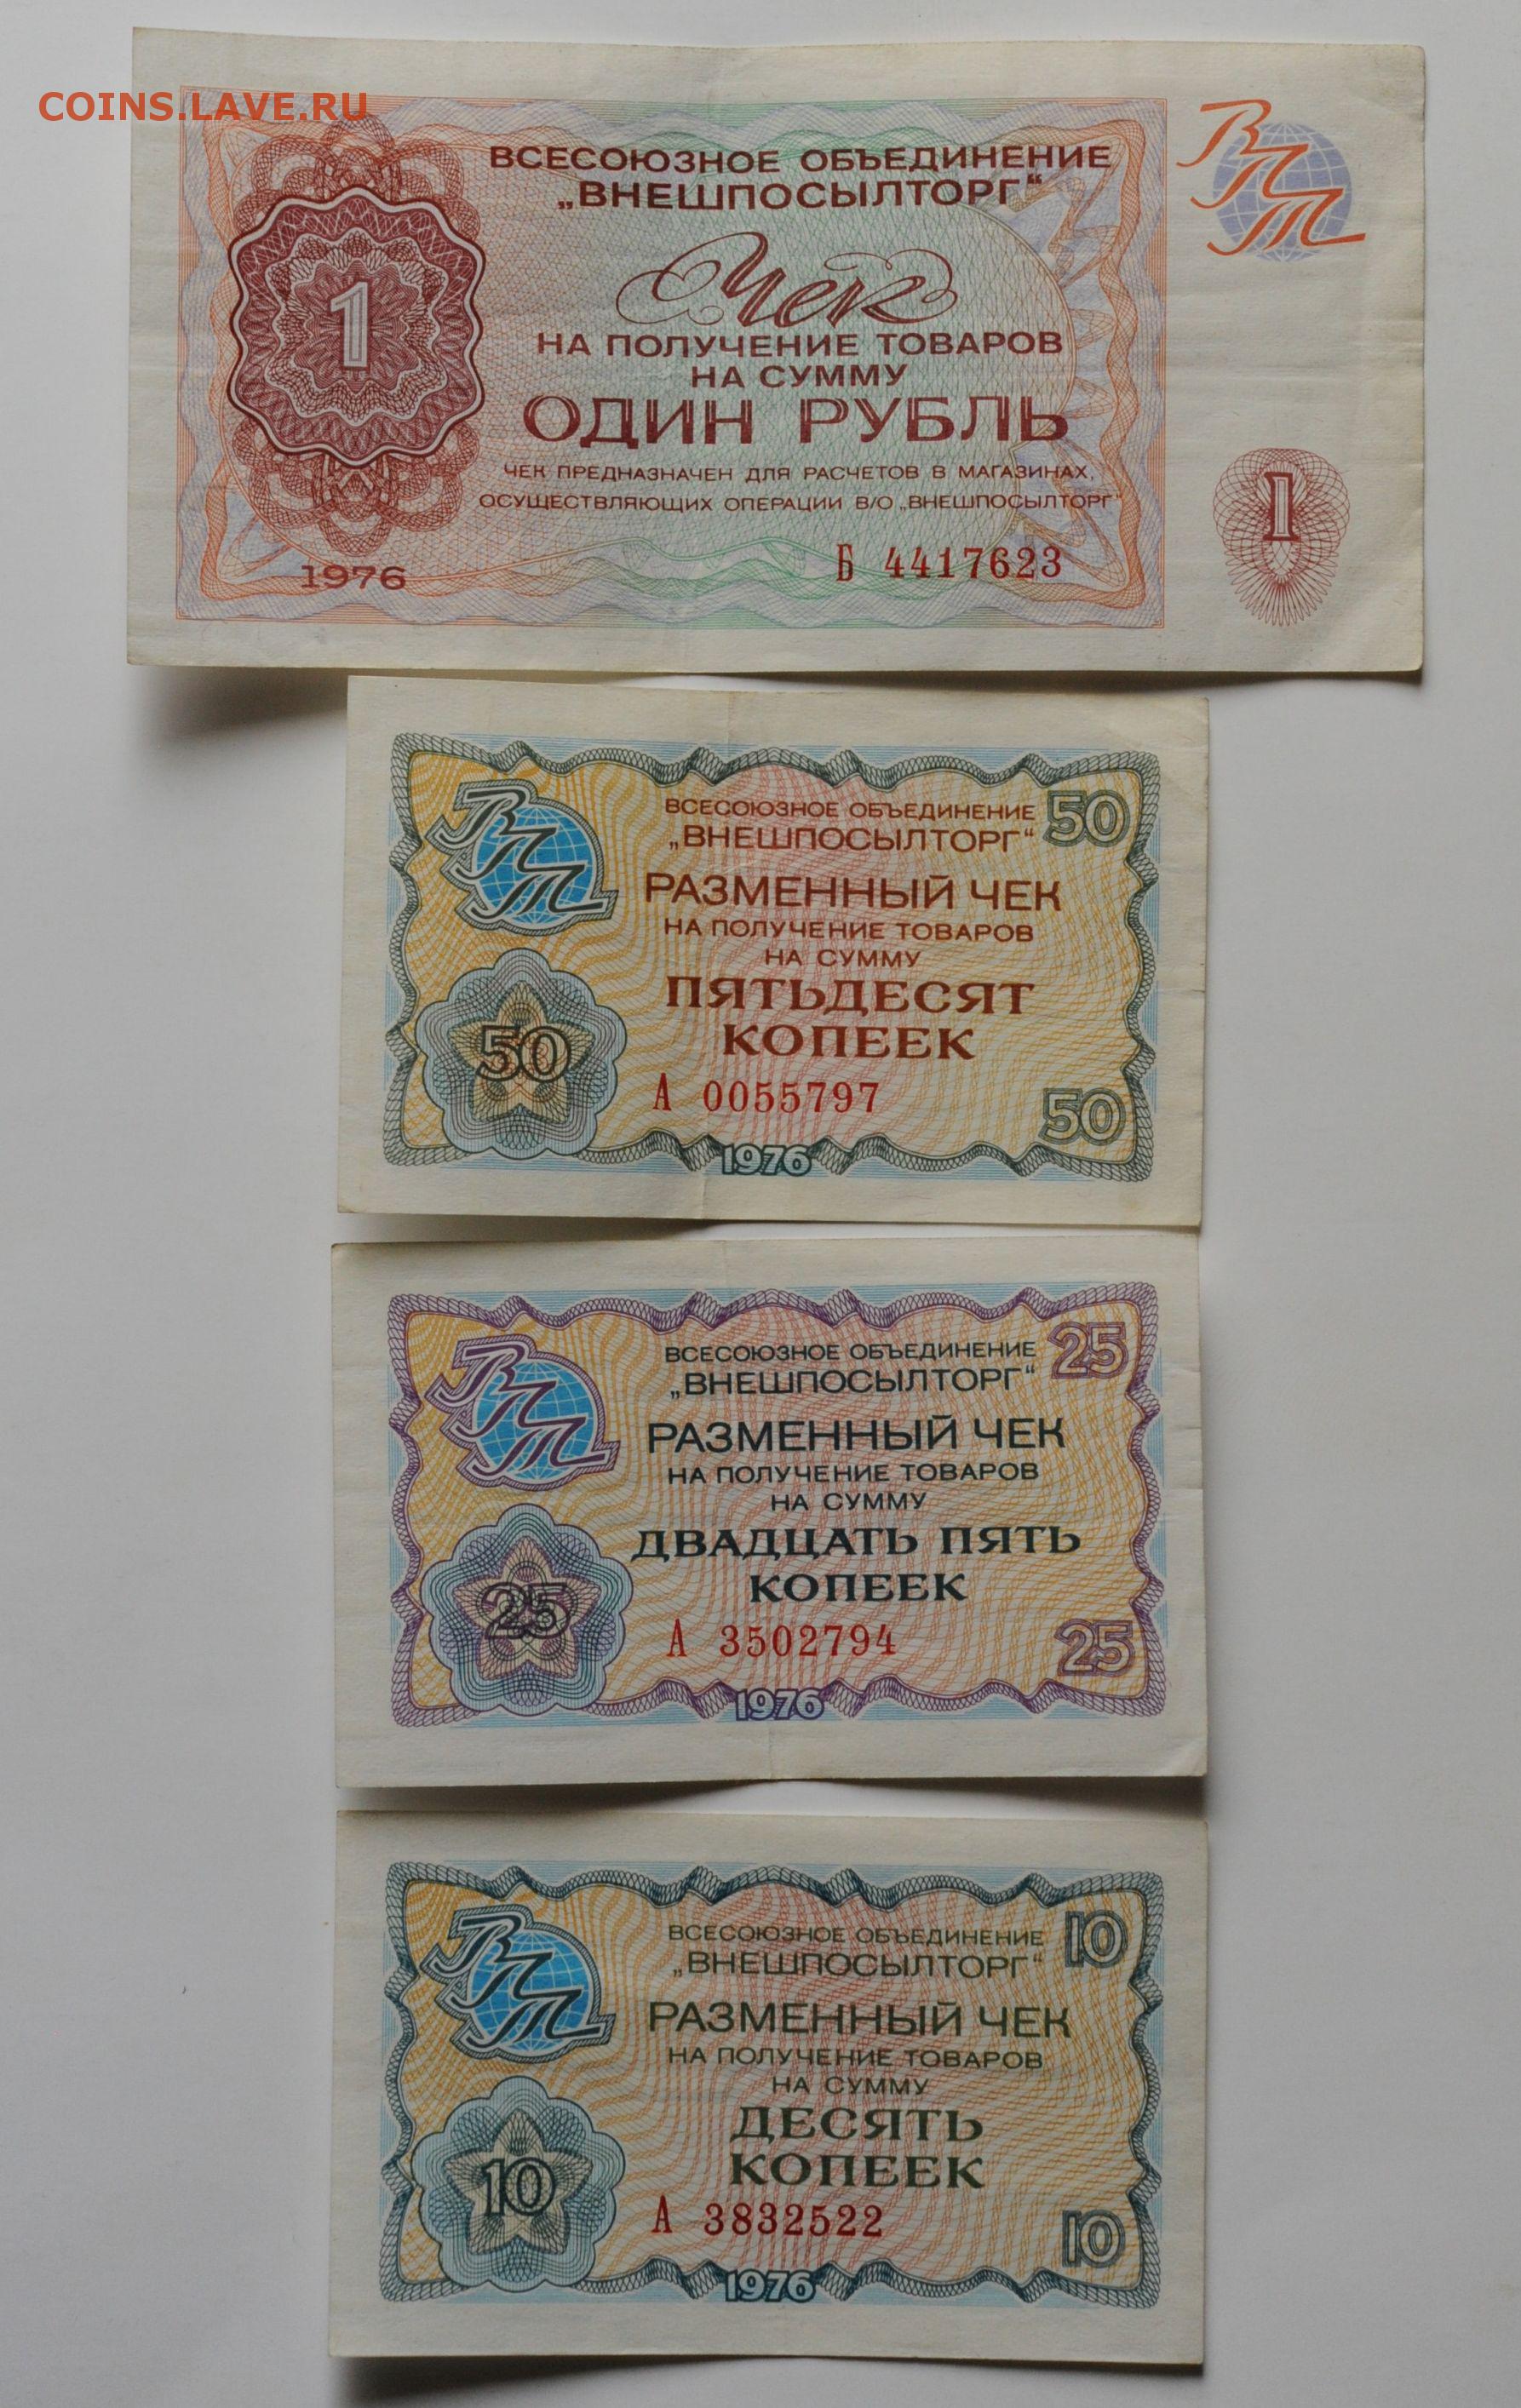 COINS.LAVE.RU
ВСЕСОЮЗНОЕ ОБЪЕДИНЕНИЕ
„ВНЕШПОСЫЛТОРГ“
ВПТ
Чек
1
НА ПОЛУЧЕНИЕ ТОВАРОВ
НА СУММУ
ОДИН РУБЛЬ
ЧЕК ПРЕДНАЗНАЧЕН ДЛЯ РАСЧЕТОВ В МАГАЗИНАХ,
ОСУЩЕСТВЛЯЮЩИХ ОПЕРАЦИИ В/О „ВНЕШПОСЫЛТОРГ“
1
1976
Б 4417623
ВПТ
ВСЕСОЮЗНОЕ ОБЪЕДИНЕНИЕ
50
„ВНЕШПОСЫЛТОРГ“
РАЗМЕННЫЙ ЧЕК
НА ПОЛУЧЕНИЕ ТОВАРОВ
НА СУММУ
ПЯТЬДЕСЯТ
КОПЕЕК
50
А 0055797
50
1976
ВПТ
ВСЕСОЮЗНОЕ ОБЪЕДИНЕНИЕ
25
„ВНЕШПОСЫЛТОРГ“
РАЗМЕННЫЙ ЧЕК
НА ПОЛУЧЕНИЕ ТОВАРОВ
НА СУММУ
ДВАДЦАТЬ ПЯТЬ
КОПЕЕК
25
А 3502794
25
1976
ВПТ
ВСЕСОЮЗНОЕ ОБЪЕДИНЕНИЕ
10
„ВНЕШПОСЫЛТОРГ“
РАЗМЕННЫЙ ЧЕК
НА ПОЛУЧЕНИЕ ТОВАРОВ
НА СУММУ
ДЕСЯТЬ
КОПЕЕК
10
А 3832522
10
1976